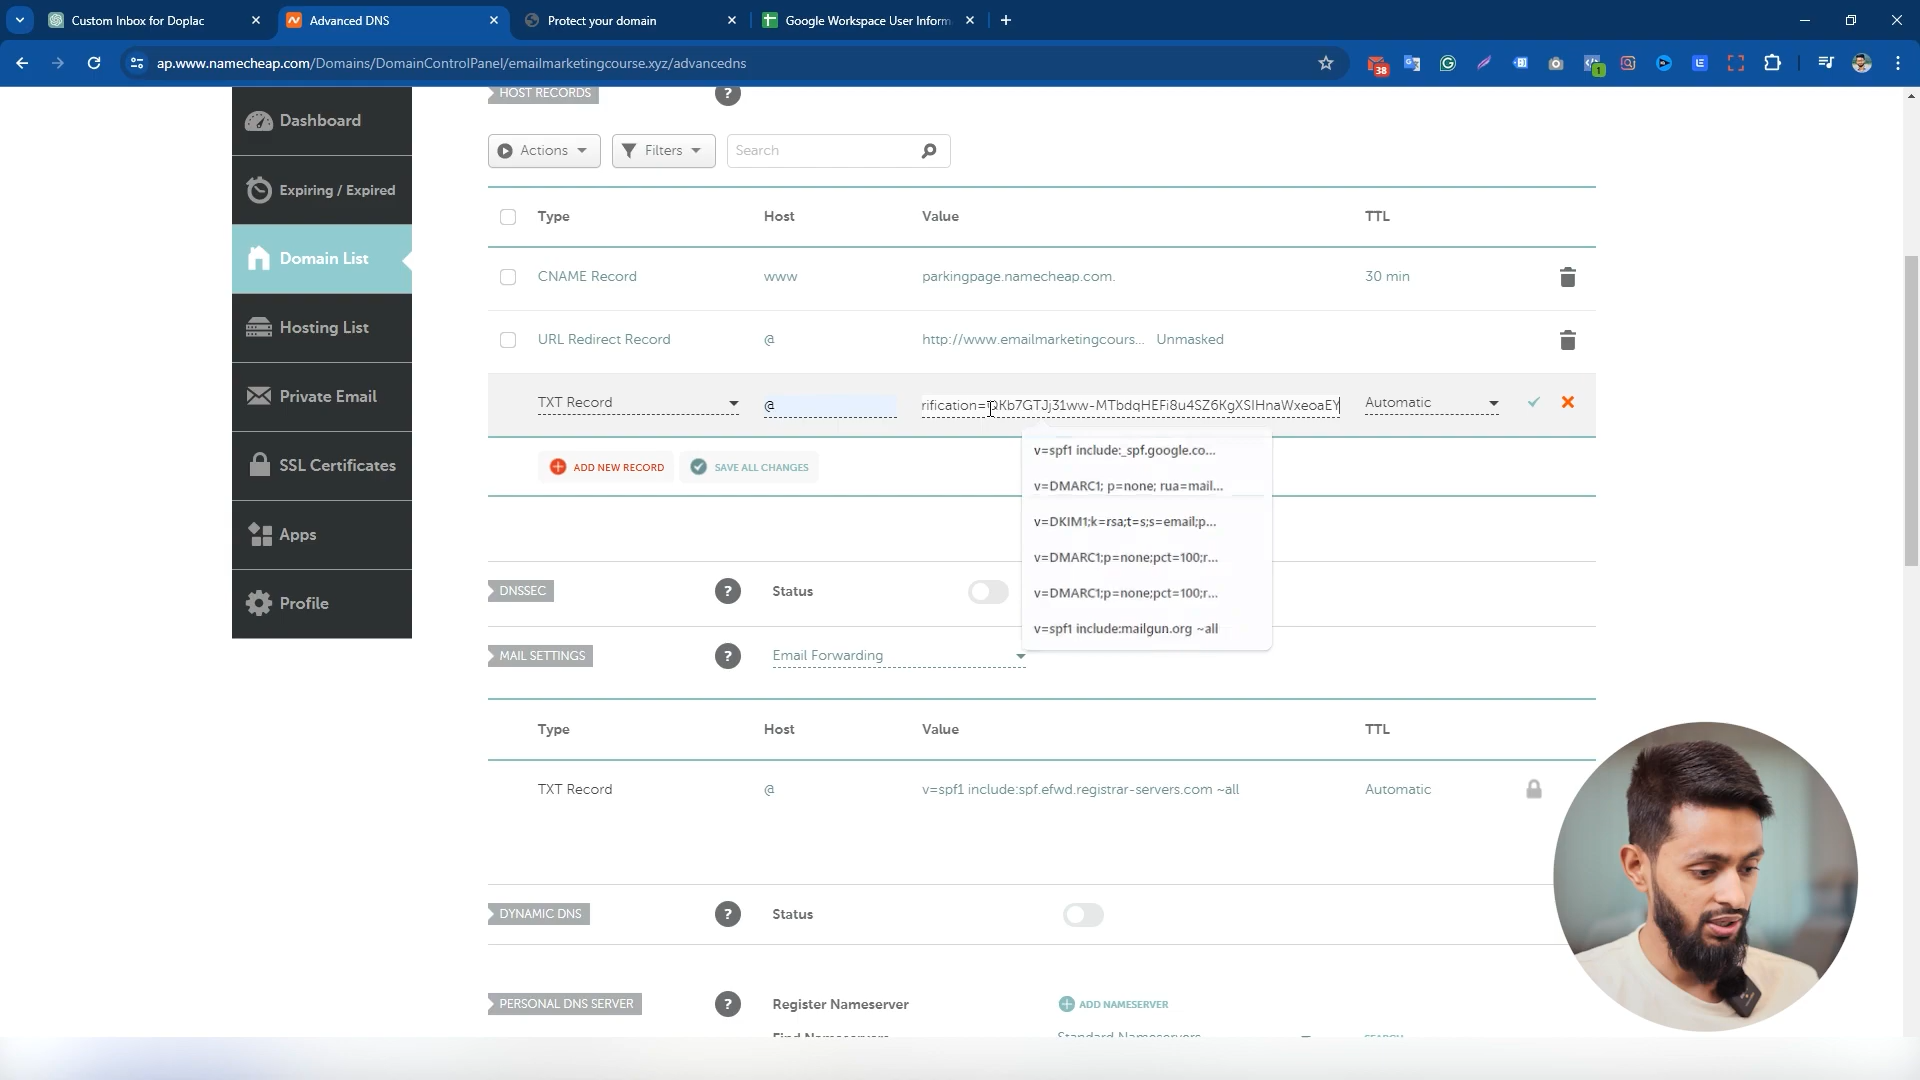 Custom Inbox for Doplac
Advanced DNS
Protect your domain
Google Workspace User Inform
ap.www.namecheap.com/Domains/DomainControlPanel/emailmarketingcourse.xyz/advancedns
38
1
Dashboard
Expiring / Expired
Domain List
Hosting List
Private Email
SSL Certificates
Apps
Profile
HOST RECORDS ?
Actions Filters Search
Type Host Value TTL
CNAME Record www parkingpage.namecheap.com. 30 min
URL Redirect Record @ http://www.emailmarketingcours... Unmasked
TXT Record @ Automatic
ADD NEW RECORD SAVE ALL CHANGES
v=spf1 include:_spf.google.co...
v=DMARC1; p=none; rua=mail...
v=DKIM1;k=rsa;t=s;s=email;p...
v=DMARC1;p=none;pct=100;r...
v=DMARC1;p=none;pct=100;r...
v=spf1 include:mailgun.org ~all
DNSSEC ? Status
MAIL SETTINGS ? Email Forwarding
Type Host Value TTL
TXT Record @ v=spf1 include:spf.efwd.registrar-servers.com ~all Automatic
DYNAMIC DNS ? Status
PERSONAL DNS SERVER ? Register Nameserver ADD NAMESERVER
Find Nameservers Standard Nameservers SEARCH